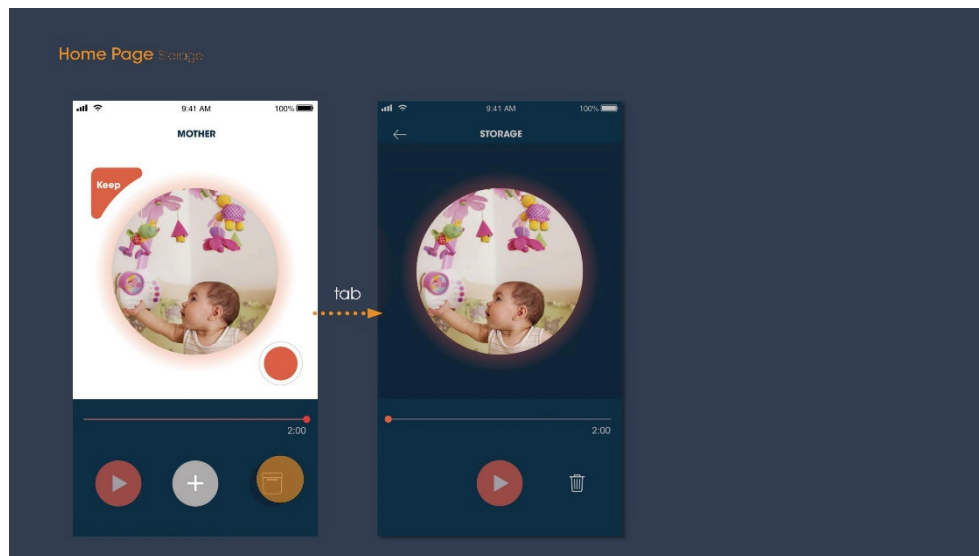 Home Page Storage
9:41 AM 100%
MOTHER
Keep
2:00
tab
9:41 AM 100%
STORAGE
2:00